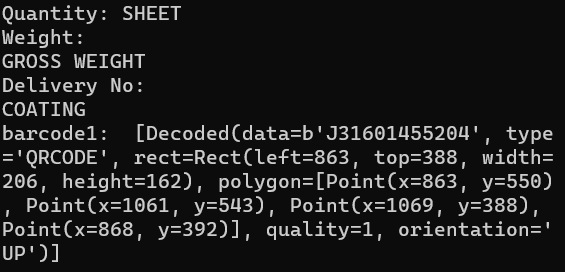 Quantity: SHEET
Weight:
GROSS WEIGHT
Delivery No:
COATING
barcode1:  [Decoded(data=b'J31601455204', type
='QRCODE', rect=Rect(left=863, top=388, width=
206, height=162), polygon=[Point(x=863, y=550)
, Point(x=1061, y=543), Point(x=1069, y=388),
Point(x=868, y=392)], quality=1, orientation='
UP')]